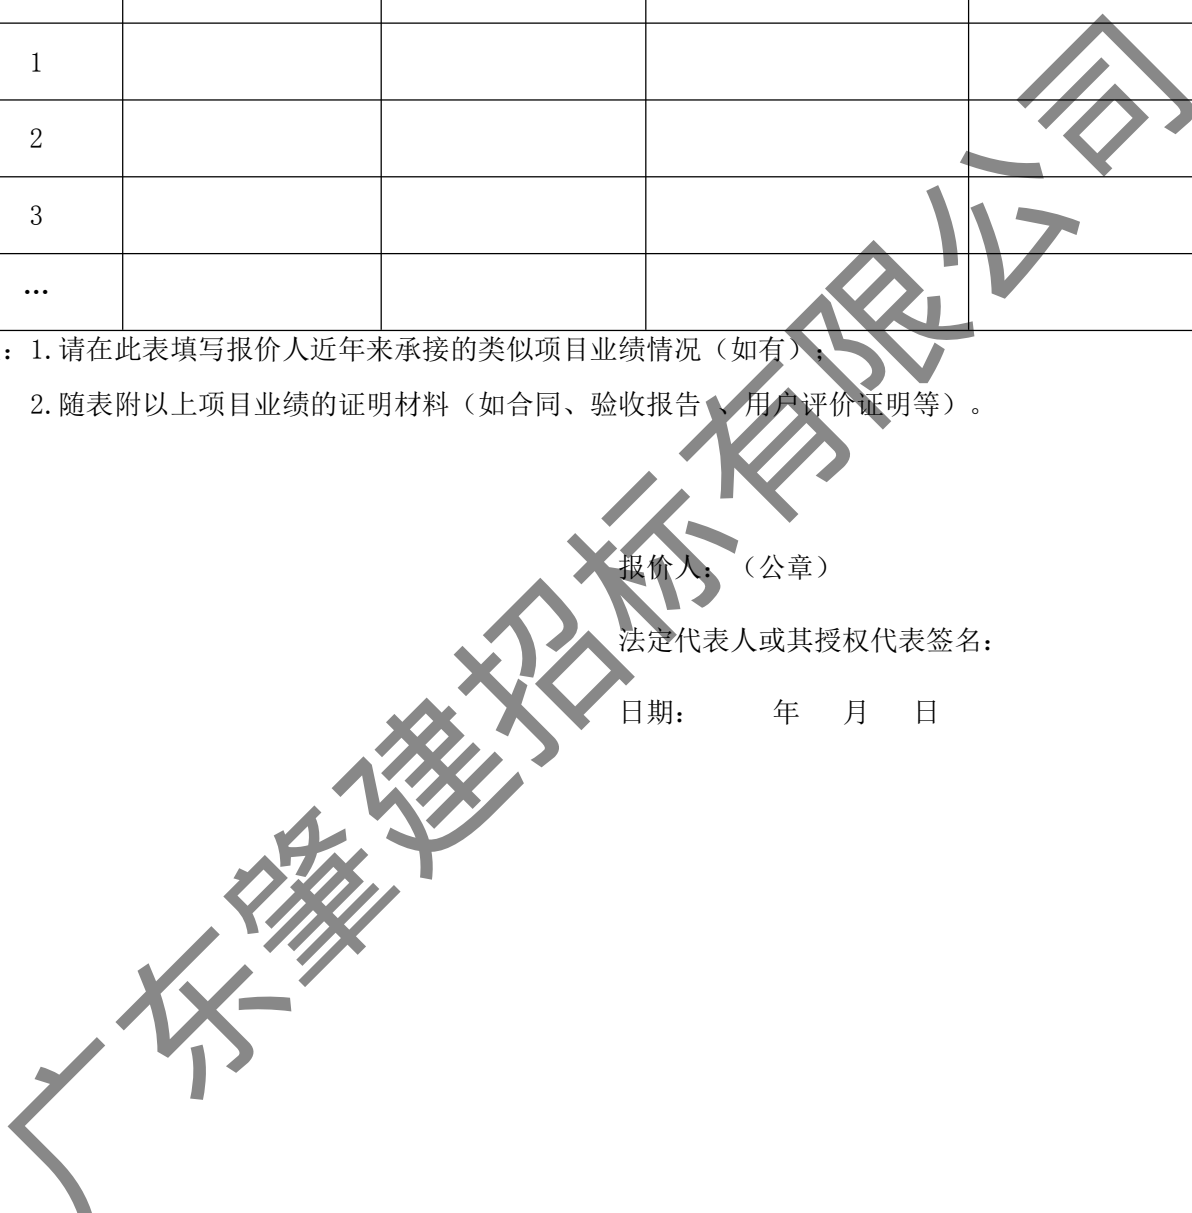 1
2
3
…
：1.请在此表填写报价人近年来承接的类似项目业绩情况（如有）；
2.随表附以上项目业绩的证明材料（如合同、验收报告 、用户评价证明等）。
报价人：（公章）
法定代表人或其授权代表签名：
日期： 年 月 日
广东肇建招标有限公司